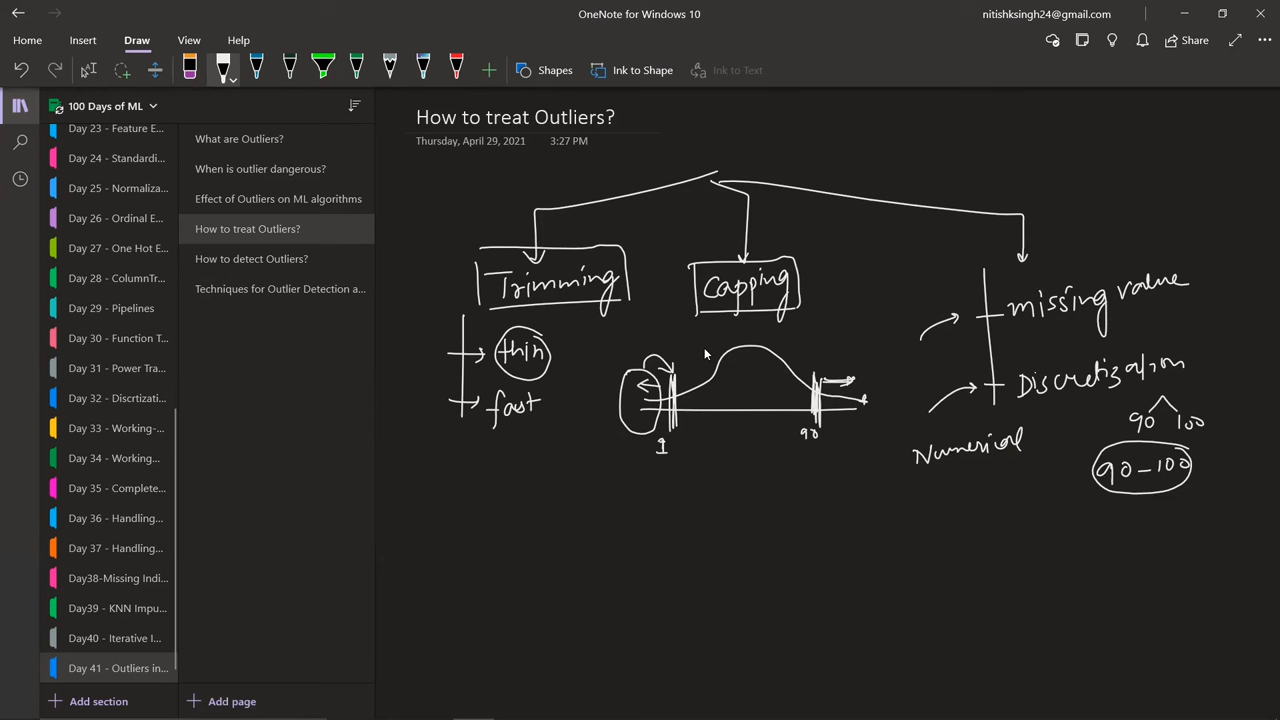 OneNote for Windows 10
nitishksingh24@gmail.com
Home
Insert
Draw
View
Help
Shapes
Ink to Shape
Ink to Text
Share
100 Days of ML
Day 23 - Feature E...
Day 24 - Standardi...
Day 25 - Normaliza...
Day 26 - Ordinal E...
Day 27 - One Hot E...
Day 28 - ColumnTr...
Day 29 - Pipelines
Day 30 - Function T...
Day 31 - Power Tra...
Day 32 - Discrtizati...
Day 33 - Working-...
Day 34 - Working...
Day 35 - Complete...
Day 36 - Handling...
Day 37 - Handling...
Day38-Missing Indi...
Day39 - KNN Impu...
Day40 - Iterative I...
Day 41 - Outliers in...
Add section
What are Outliers?
When is outlier dangerous?
Effect of Outliers on ML algorithms
How to treat Outliers?
How to detect Outliers?
Techniques for Outlier Detection a...
Add page
How to treat Outliers?
Thursday, April 29, 2021 3:27 PM
Trimming
thin
fast
Capping
1
missing value
Discretization
90 100
90-100
Numerical